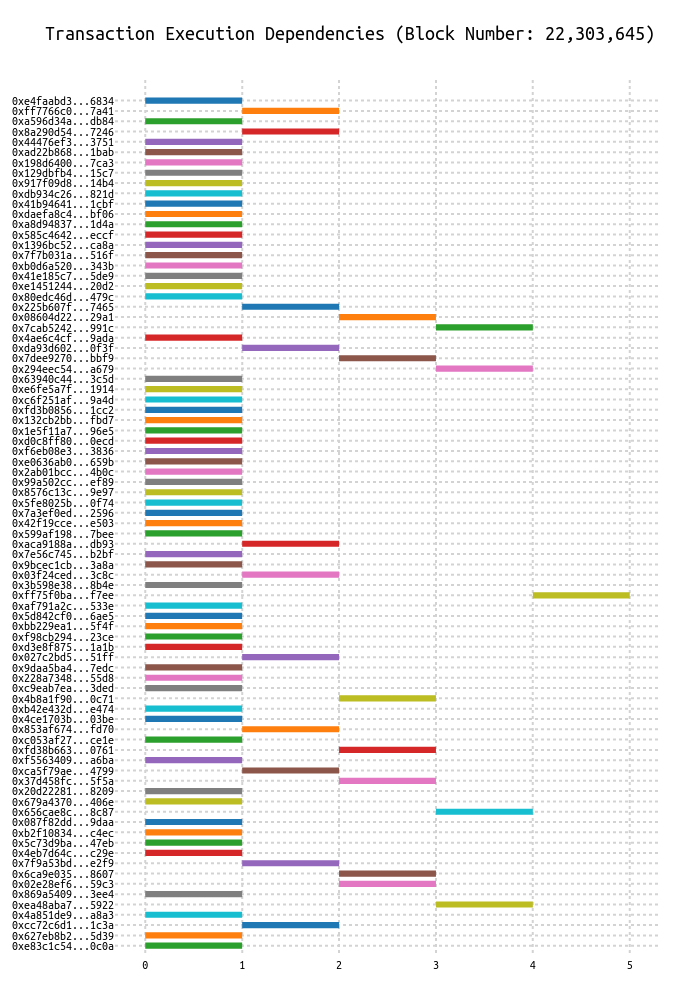 Transaction Execution Dependencies (Block Number: 22,303,645)
0xe4faabd3...6834
0xff7766c0...7a41
0xa596d34a...db84
0x8a290d54...7246
0x44476ef3...3751
0xad22b868...1bab
0x198d6400...7ca3
0x129dbfb4...15c7
0x917f09d8...14b4
0xdb934c26...821d
0x41b94641...1cbf
0xdaefa8c4...bf06
0xa8d94837...1d4a
0x585c4642...eccf
0x1396bc52...ca8a
0x7f7b031a...516f
0xb0d6a520...343b
0x41e185c7...5de9
0xe1451244...20d2
0x80edc46d...479c
0x225b607f...7465
0x08604d22...29a1
0x7cab5242...991c
0x4ae6c4cf...9ada
0xda93d602...0f3f
0x7dee9270...bbf9
0x294eec54...a679
0x63940c44...3c5d
0xe6fe5a7f...1914
0xc6f251af...9a4d
0xfd3b0856...1cc2
0x132cb2bb...fbd7
0x1e5f11a7...96e5
0xd0c8ff80...0ecd
0xf6eb08e3...3836
0xe0636ab0...659b
0x2ab01bcc...4b0c
0x99a502cc...ef89
0x8576c13c...9e97
0x5fe8025b...0f74
0x7a3ef0ed...2596
0x42f19cce...e503
0x599af198...7bee
0xaca9188a...db93
0x7e56c745...b2bf
0x9bcec1cb...3a8a
0x03f24ced...3c8c
0x3b598e38...8b4e
0xff75f0ba...f7ee
0xaf791a2c...533e
0x5d842cf0...6ae5
0xbb229ea1...5f4f
0xf98cb294...23ce
0xd3e8f875...1a1b
0x027c2bd5...51ff
0x9daa5ba4...7edc
0x228a7348...55d8
0xc9eab7ea...3ded
0x4b8a1f90...0c71
0xb42e432d...e474
0x4ce1703b...03be
0x853af674...fd70
0xc053af27...ce1e
0xfd38b663...0761
0xf5563409...a6ba
0xca5f79ae...4799
0x37d458fc...5f5a
0x20d22281...8209
0x679a4370...406e
0x656cae8c...8c87
0x087f82dd...9daa
0xb2f10834...c4ec
0x5c73d9ba...47eb
0x4eb7d64c...c29e
0x7f9a53bd...e2f9
0x6ca9e035...8607
0x02e28ef6...59c3
0x869a5409...3ee4
0xea48aba7...5922
0x4a851de9...a8a3
0xcc72c6d1...1c3a
0x627eb8b2...5d39
0xe83c1c54...0c0a
0 1 2 3 4 5